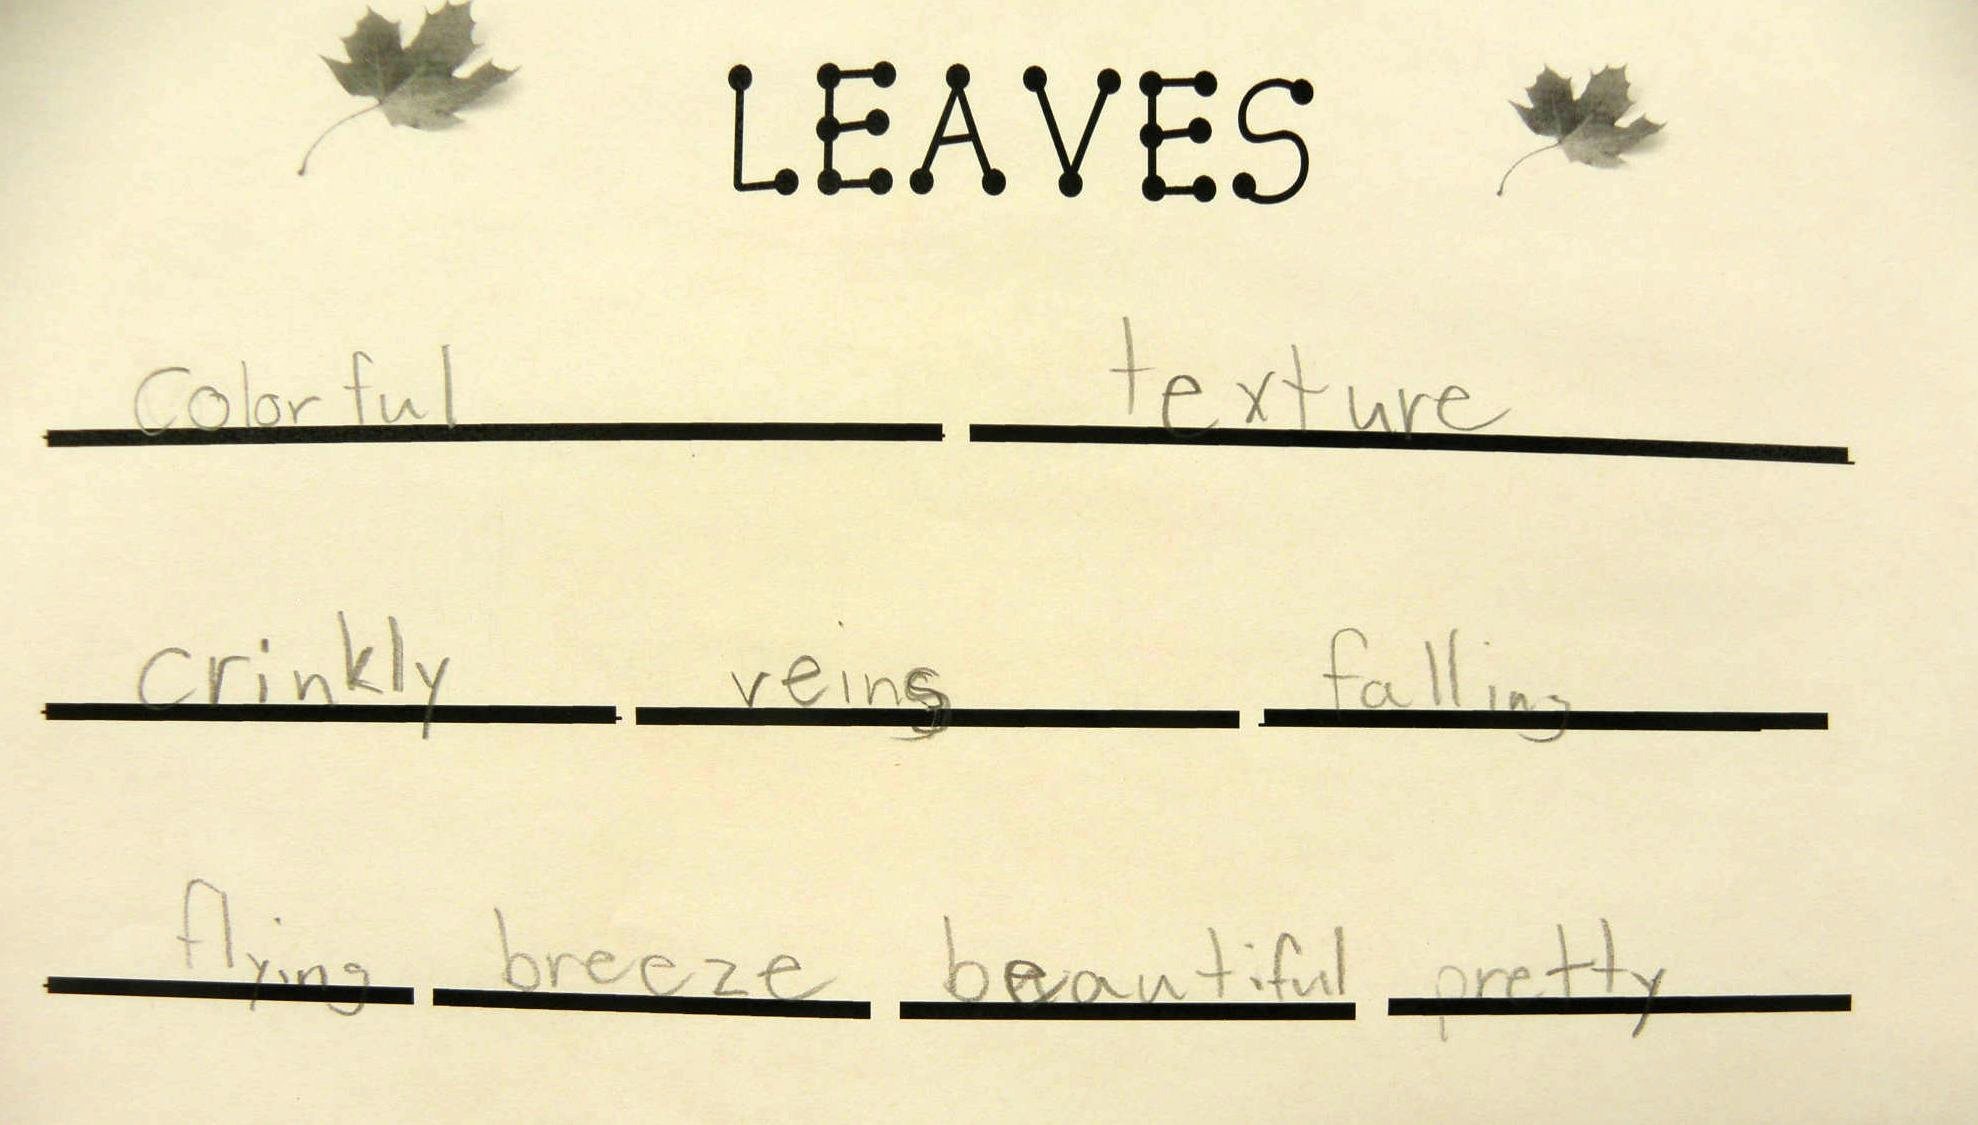 LEAVES
Colorful texture
crinkly veins falling
flying breeze beautiful pretty